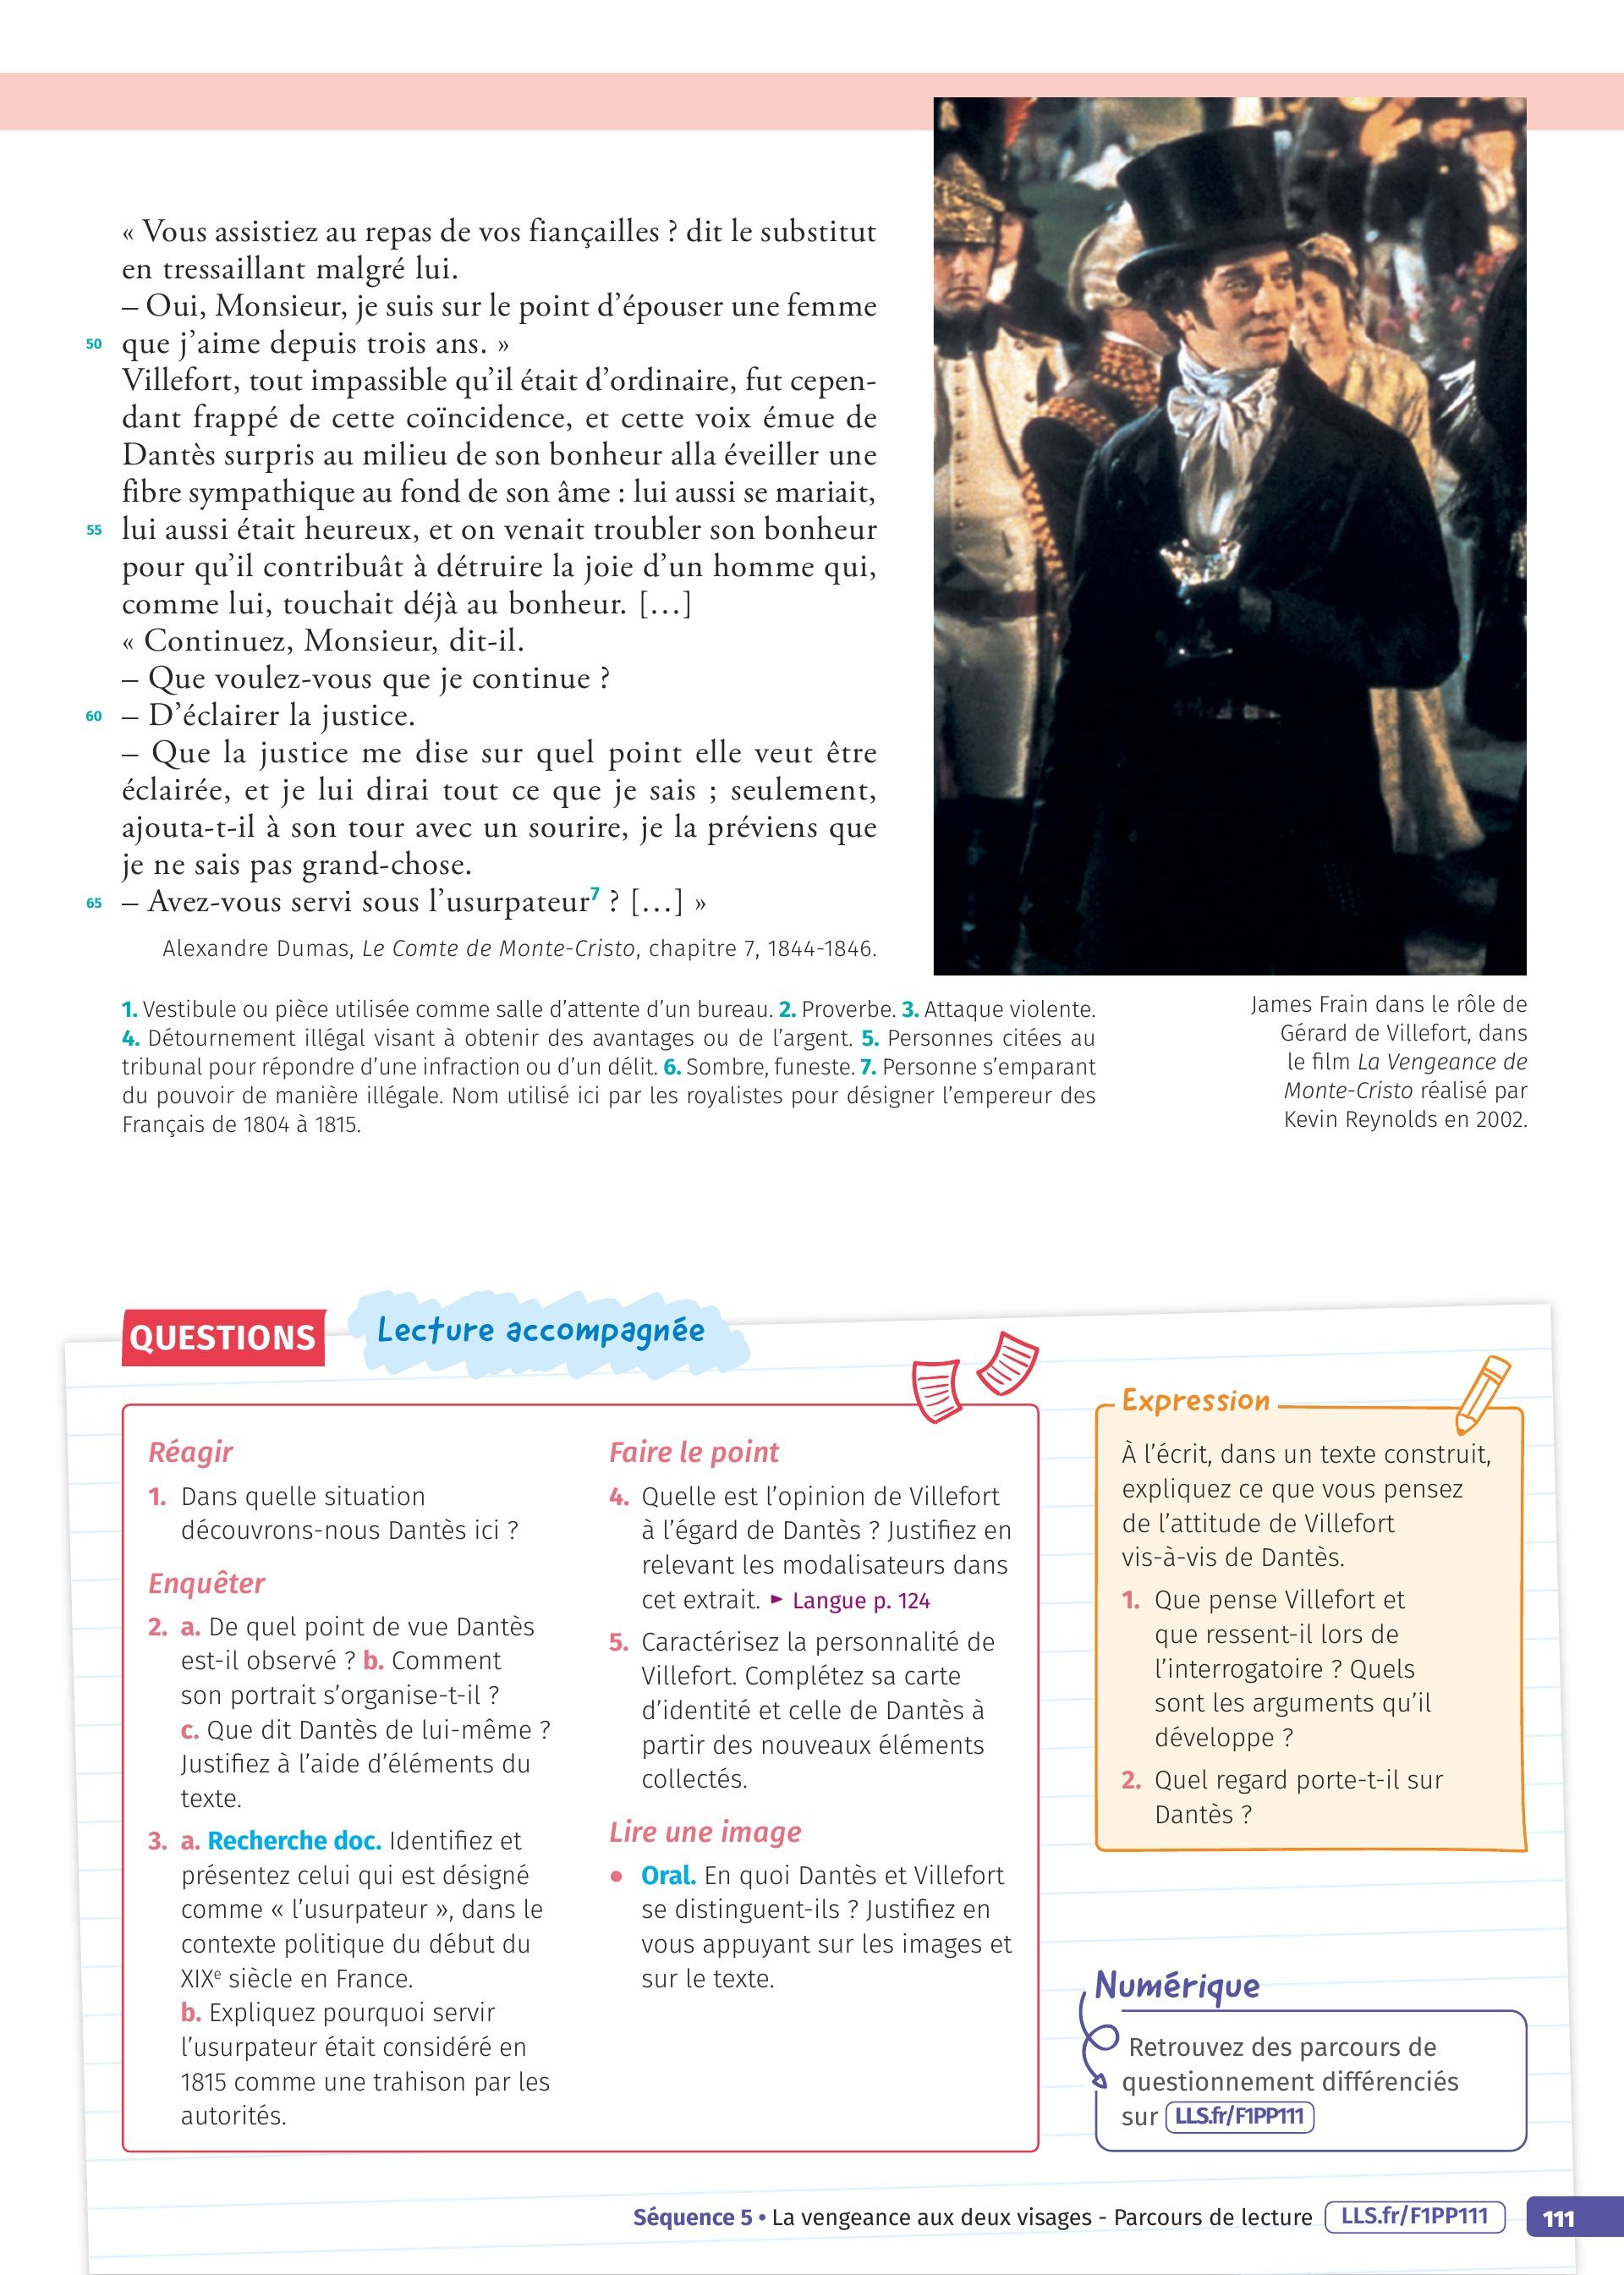 « Vous assistiez au repas de vos fiançailles ? dit le substitut
en tressaillant malgré lui.
– Oui, Monsieur, je suis sur le point d'épouser une femme
50 que j'aime depuis trois ans. »
Villefort, tout impassible qu'il était d'ordinaire, fut cepen-
dant frappé de cette coïncidence, et cette voix émue de
Dantès surpris au milieu de son bonheur alla éveiller une
fibre sympathique au fond de son âme : lui aussi se mariait,
55 lui aussi était heureux, et on venait troubler son bonheur
pour qu'il contribuât à détruire la joie d'un homme qui,
comme lui, touchait déjà au bonheur. […]
« Continuez, Monsieur, dit-il.
– Que voulez-vous que je continue ?
60 – D'éclairer la justice.
– Que la justice me dise sur quel point elle veut être
éclairée, et je lui dirai tout ce que je sais ; seulement,
ajouta-t-il à son tour avec un sourire, je la préviens que
je ne sais pas grand-chose.
65 – Avez-vous servi sous l'usurpateur7 ? […] »
Alexandre Dumas, Le Comte de Monte-Cristo, chapitre 7, 1844-1846.
1. Vestibule ou pièce utilisée comme salle d'attente d'un bureau. 2. Proverbe. 3. Attaque violente.
4. Détournement illégal visant à obtenir des avantages ou de l'argent. 5. Personnes citées au
tribunal pour répondre d'une infraction ou d'un délit. 6. Sombre, funeste. 7. Personne s'emparant
du pouvoir de manière illégale. Nom utilisé ici par les royalistes pour désigner l'empereur des
Français de 1804 à 1815.
James Frain dans le rôle de
Gérard de Villefort, dans
le film La Vengeance de
Monte-Cristo réalisé par
Kevin Reynolds en 2002.
QUESTIONS
Lecture accompagnée
Réagir
1. Dans quelle situation
découvrons-nous Dantès ici ?
Enquêter
2. a. De quel point de vue Dantès
est-il observé ? b. Comment
son portrait s'organise-t-il ?
c. Que dit Dantès de lui-même ?
Justifiez à l'aide d'éléments du
texte.
3. a. Recherche doc. Identifiez et
présentez celui qui est désigné
comme « l'usurpateur », dans le
contexte politique du début du
XIXe siècle en France.
b. Expliquez pourquoi servir
l'usurpateur était considéré en
1815 comme une trahison par les
autorités.
Faire le point
4. Quelle est l'opinion de Villefort
à l'égard de Dantès ? Justifiez en
relevant les modalisateurs dans
cet extrait. ► Langue p. 124
5. Caractérisez la personnalité de
Villefort. Complétez sa carte
d'identité et celle de Dantès à
partir des nouveaux éléments
collectés.
Lire une image
• Oral. En quoi Dantès et Villefort
se distinguent-ils ? Justifiez en
vous appuyant sur les images et
sur le texte.
Expression
À l'écrit, dans un texte construit,
expliquez ce que vous pensez
de l'attitude de Villefort
vis-à-vis de Dantès.
1. Que pense Villefort et
que ressent-il lors de
l'interrogatoire ? Quels
sont les arguments qu'il
développe ?
2. Quel regard porte-t-il sur
Dantès ?
Numérique
Retrouvez des parcours de
questionnement différenciés
sur LLS.fr/F1PP111
Séquence 5 • La vengeance aux deux visages - Parcours de lecture LLS.fr/F1PP111 111